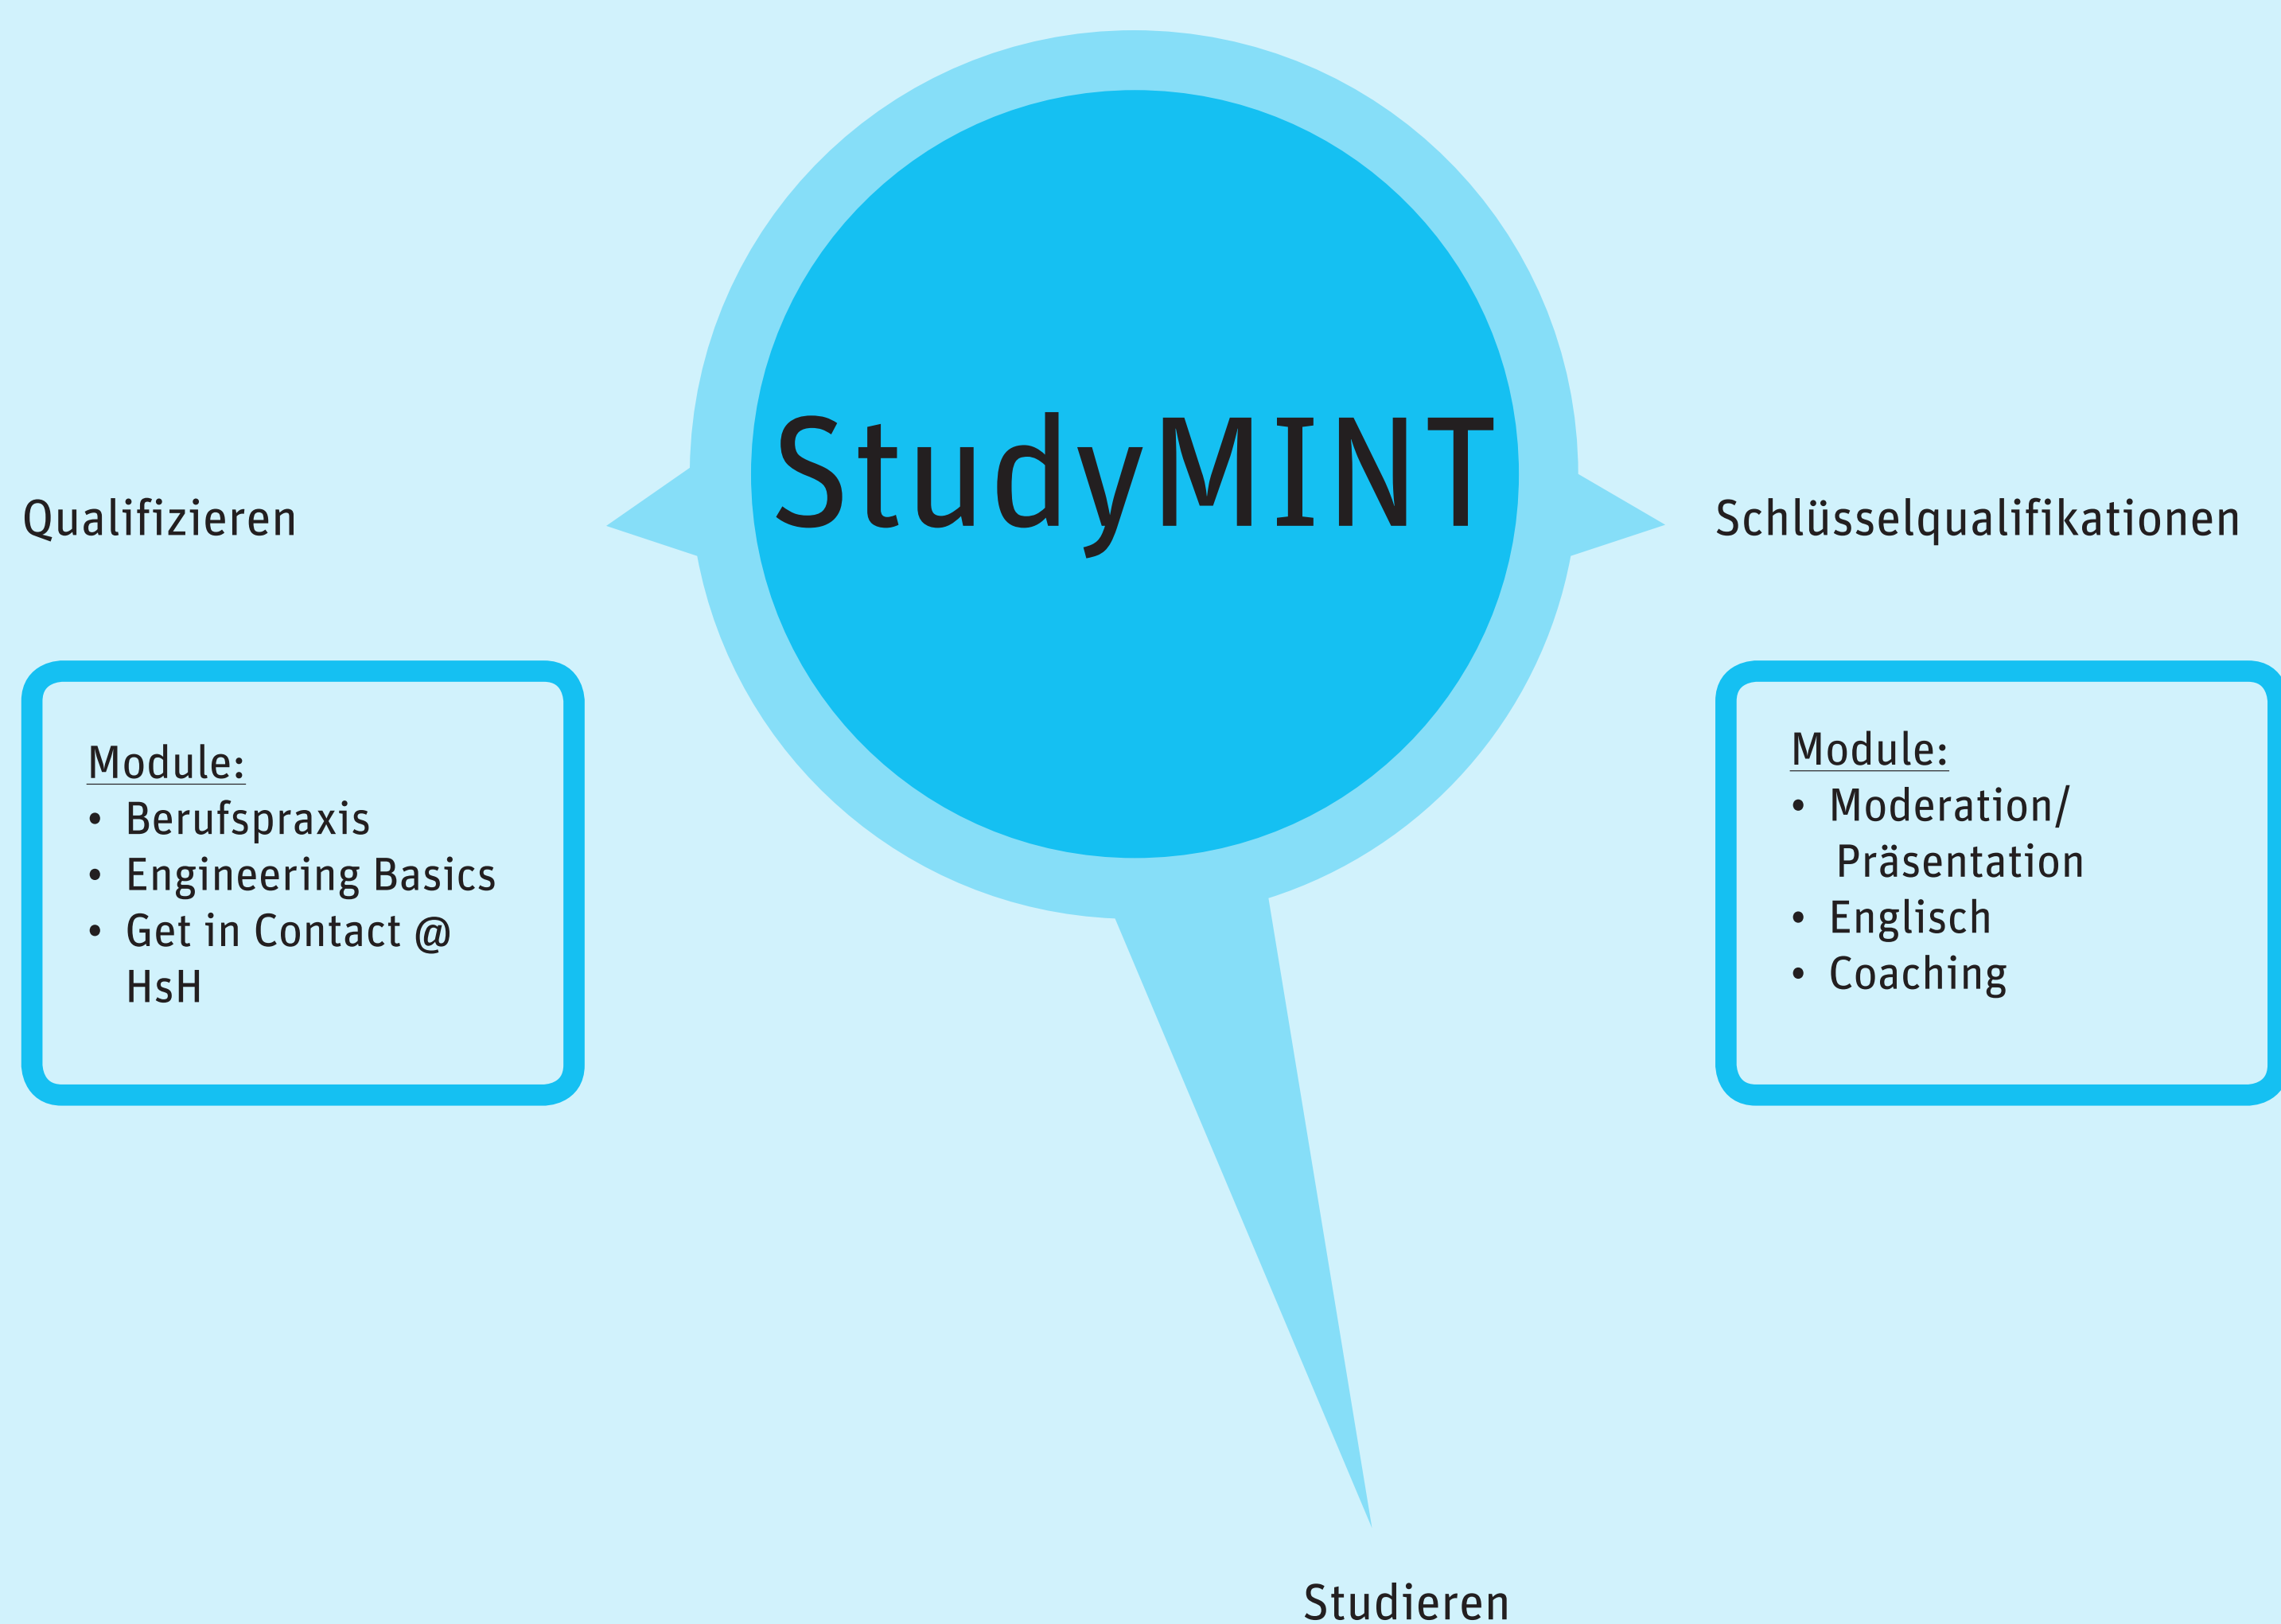 StudyMINT
Qualifizieren
Module:
• Berufspraxis
• Engineering Basics
• Get in Contact @
HsH
Schlüsselqualifikationen
Module:
• Moderation/
Präsentation
• Englisch
• Coaching
Studieren